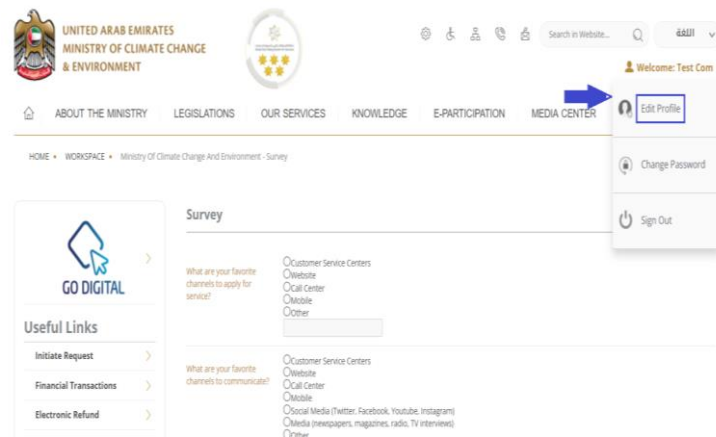 UNITED ARAB EMIRATES
MINISTRY OF CLIMATE CHANGE
& ENVIRONMENT
Search in Website...
اللغة
Welcome: Test Com
ABOUT THE MINISTRY
LEGISLATIONS
OUR SERVICES
KNOWLEDGE
E-PARTICIPATION
MEDIA CENTER
Edit Profile
Change Password
Sign Out
HOME • WORKSPACE • Ministry Of Climate Change And Environment - Survey
GO DIGITAL
Useful Links
Initiate Request
Financial Transactions
Electronic Refund
Survey
What are your favorite
channels to apply for
service?
Customer Service Centers
Website
Call Center
Mobile
Other
What are your favorite
channels to communicate?
Customer Service Centers
Website
Call Center
Mobile
Social Media (Twitter, Facebook, Youtube, Instagram)
Media (newspapers, magazines, radio, TV interviews)
Other